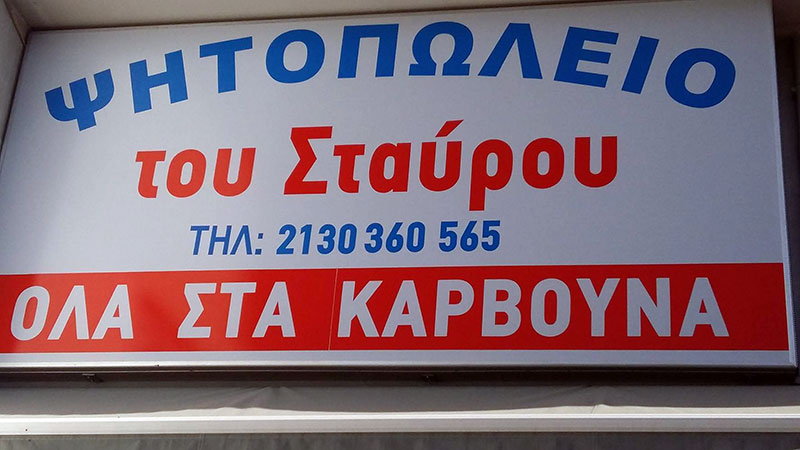 ΨΗΤΟΠΩΛΕΙΟ
του Σταύρου
ΤΗΛ: 2130 360 565
ΟΛΑ ΣΤΑ ΚΑΡΒΟΥΝΑ